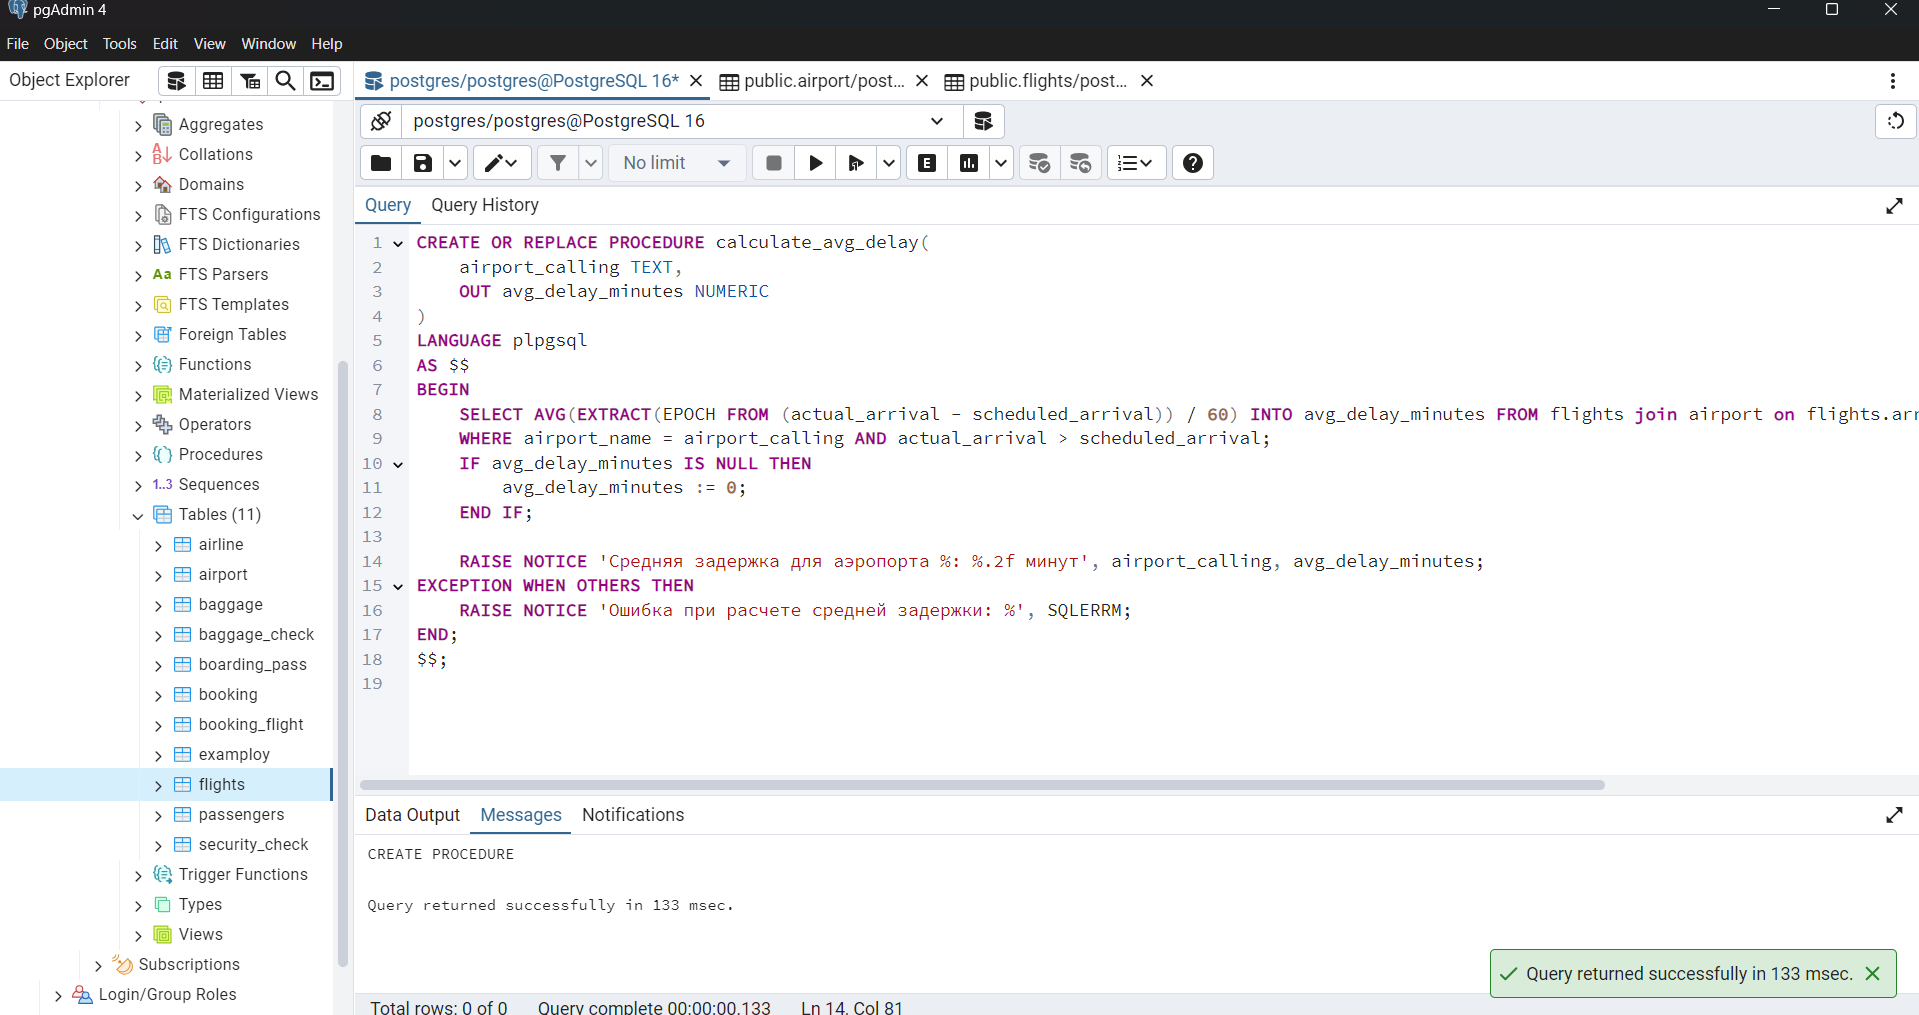 pgAdmin 4
File Object Tools Edit View Window Help
Object Explorer
postgres/postgres@PostgreSQL 16*
public.airport/post...
public.flights/post...
Aggregates
Collations
Domains
FTS Configurations
FTS Dictionaries
Aa FTS Parsers
FTS Templates
Foreign Tables
Functions
Materialized Views
Operators
Procedures
1..3 Sequences
Tables (11)
airline
airport
baggage
baggage_check
boarding_pass
booking
booking_flight
examploy
flights
passengers
security_check
Trigger Functions
Types
Views
Subscriptions
Login/Group Roles
postgres/postgres@PostgreSQL 16
No limit
E
Query Query History
1 CREATE OR REPLACE PROCEDURE calculate_avg_delay(
2 airport_calling TEXT,
3 OUT avg_delay_minutes NUMERIC
4 )
5 LANGUAGE plpgsql
6 AS $$
7 BEGIN
8 SELECT AVG(EXTRACT(EPOCH FROM (actual_arrival - scheduled_arrival)) / 60) INTO avg_delay_minutes FROM flights join airport on flights.arr
9 WHERE airport_name = airport_calling AND actual_arrival > scheduled_arrival;
10 IF avg_delay_minutes IS NULL THEN
11 avg_delay_minutes := 0;
12 END IF;
13
14 RAISE NOTICE 'Средняя задержка для аэропорта %: %.2f минут', airport_calling, avg_delay_minutes;
15 EXCEPTION WHEN OTHERS THEN
16 RAISE NOTICE 'Ошибка при расчете средней задержки: %', SQLERRM;
17 END;
18 $$;
19
Data Output Messages Notifications
CREATE PROCEDURE
Query returned successfully in 133 msec.
Query returned successfully in 133 msec.
Total rows: 0 of 0 Query complete 00:00:00.133 Ln 14, Col 81